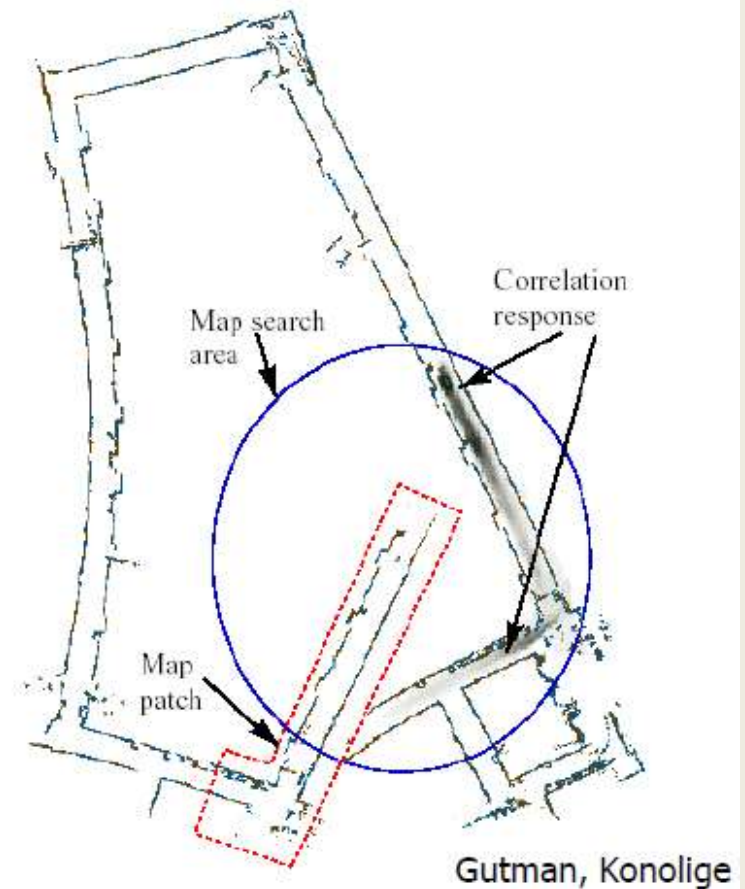 Correlation
response
Map search
area
Map
patch
Gutman, Konolige